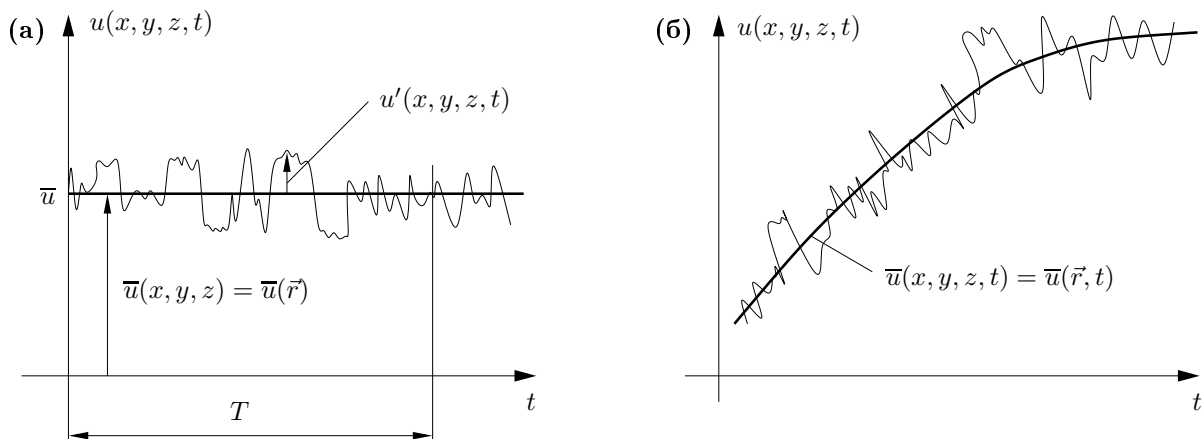 (а)
u(x, y, z, t)
u′(x, y, z, t)
u̅
u̅(x, y, z) = u̅(r⃗)
T
t
(б)
u(x, y, z, t)
u̅(x, y, z, t) = u̅(r⃗, t)
t